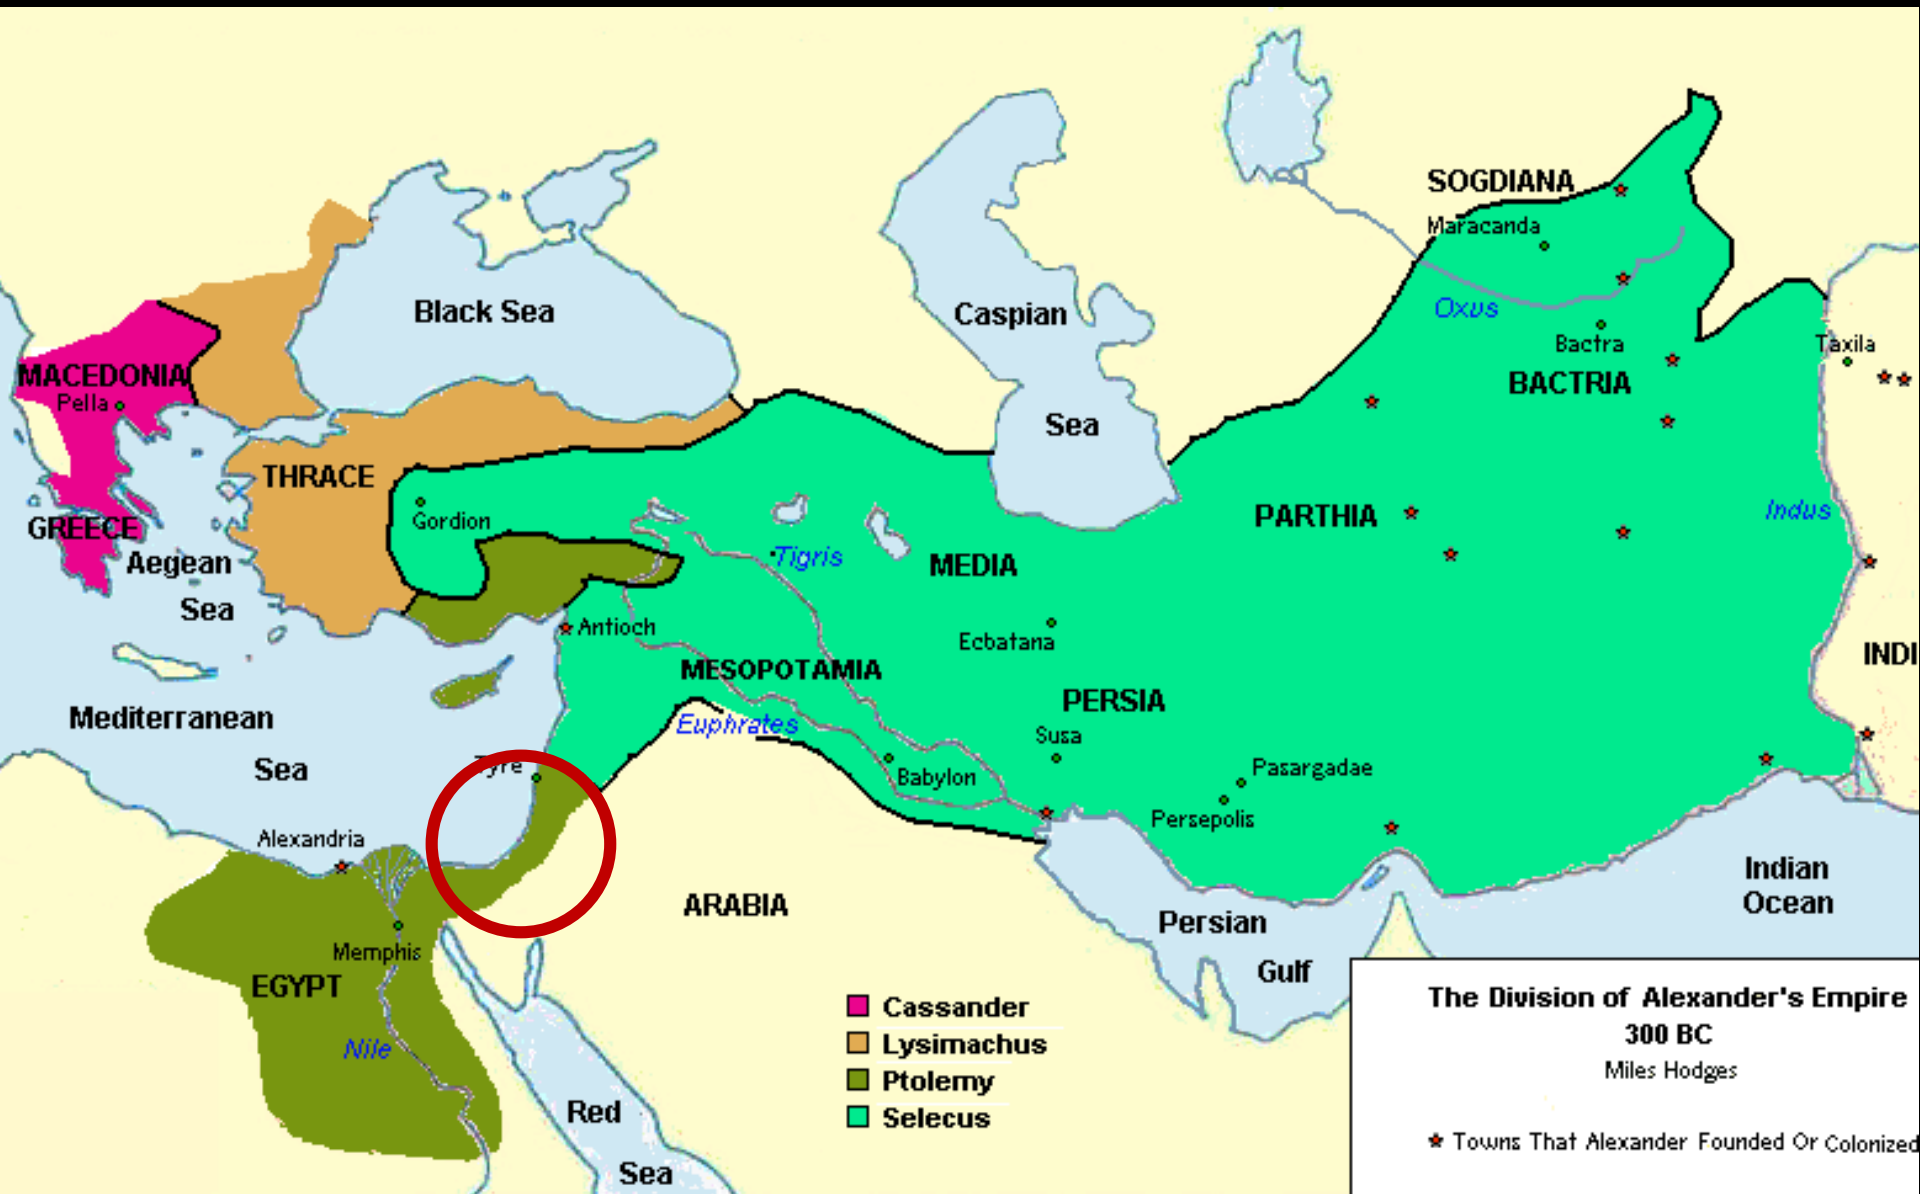 SOGDIANA
Maracanda
Black Sea
Caspian
Sea
Oxus
Bactra
BACTRIA
Taxila
MACEDONIA
Pella
THRACE
Gordion
GREECE
Aegean
Sea
Tigris
MEDIA
PARTHIA
Indus
Antioch
Ecbatana
MESOPOTAMIA
INDI
PERSIA
Euphrates
Susa
Mediterranean
Sea
Tyre
Babylon
Pasargadae
Persepolis
Alexandria
ARABIA
Memphis
EGYPT
Nile
Persian
Gulf
Indian
Ocean
Red
Sea
Cassander
Lysimachus
Ptolemy
Selecus
The Division of Alexander's Empire
300 BC
Miles Hodges
Towns That Alexander Founded Or Colonized